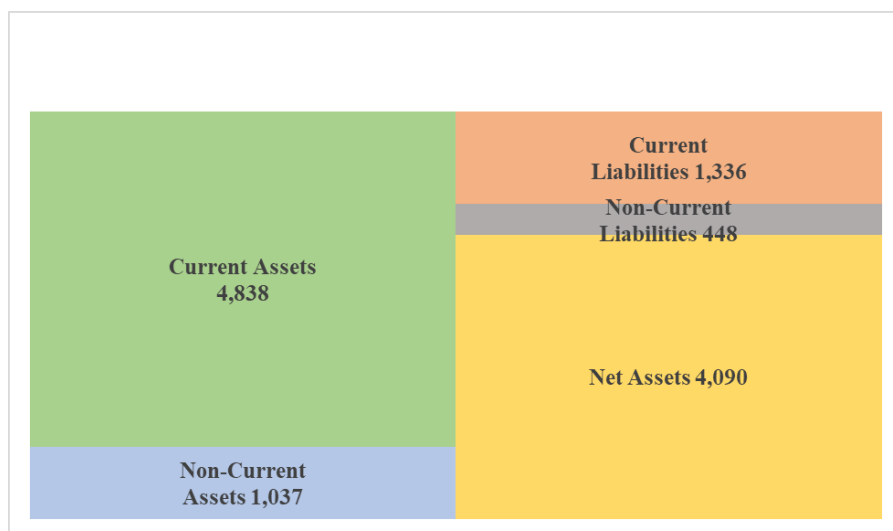 Current
Liabilities 1,336
Non-Current
Liabilities 448
Current Assets
4,838
Net Assets 4,090
Non-Current
Assets 1,037